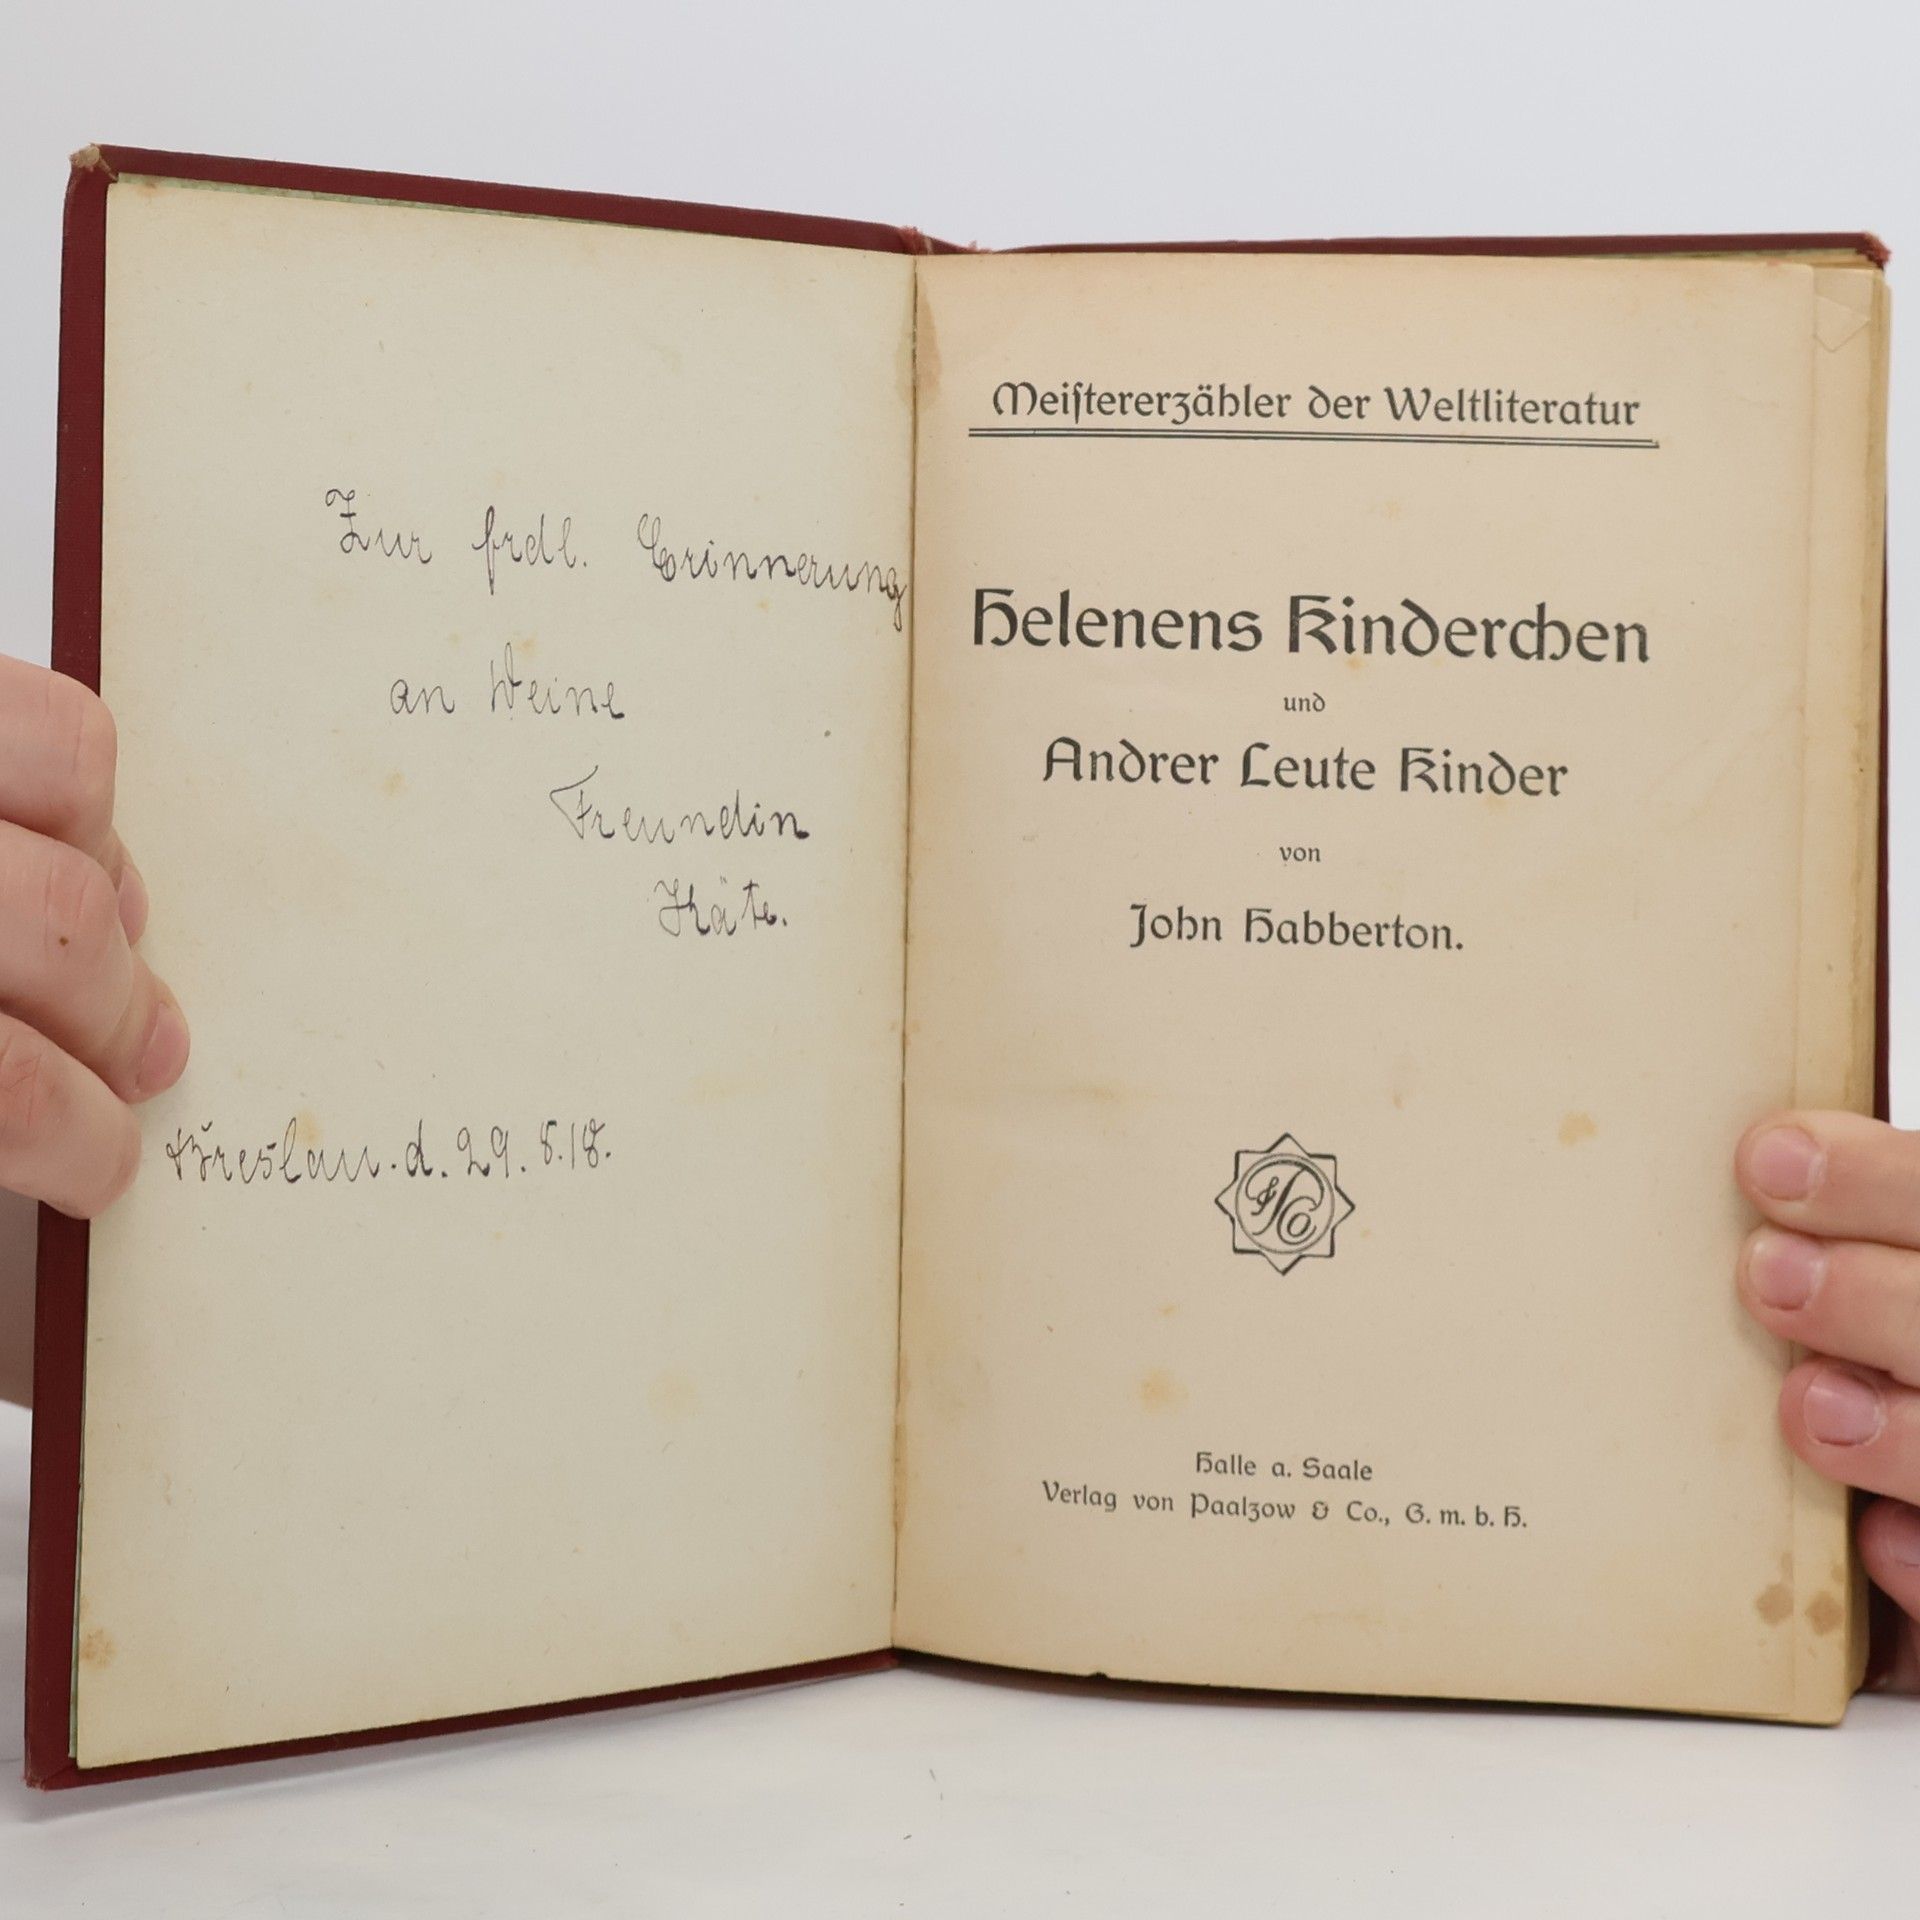 Zur frdl. Erinnerung
an Deine
Freundin
Käte.
Breslau. d. 29. 8. 18.
Meiſtererzähler der Weltliteratur
Helenens Kinderchen
und
Andrer Leute Kinder
von
John Habberton.
P & Co
Halle a. Saale
Verlag von Paalzow & Co., G. m. b. H.